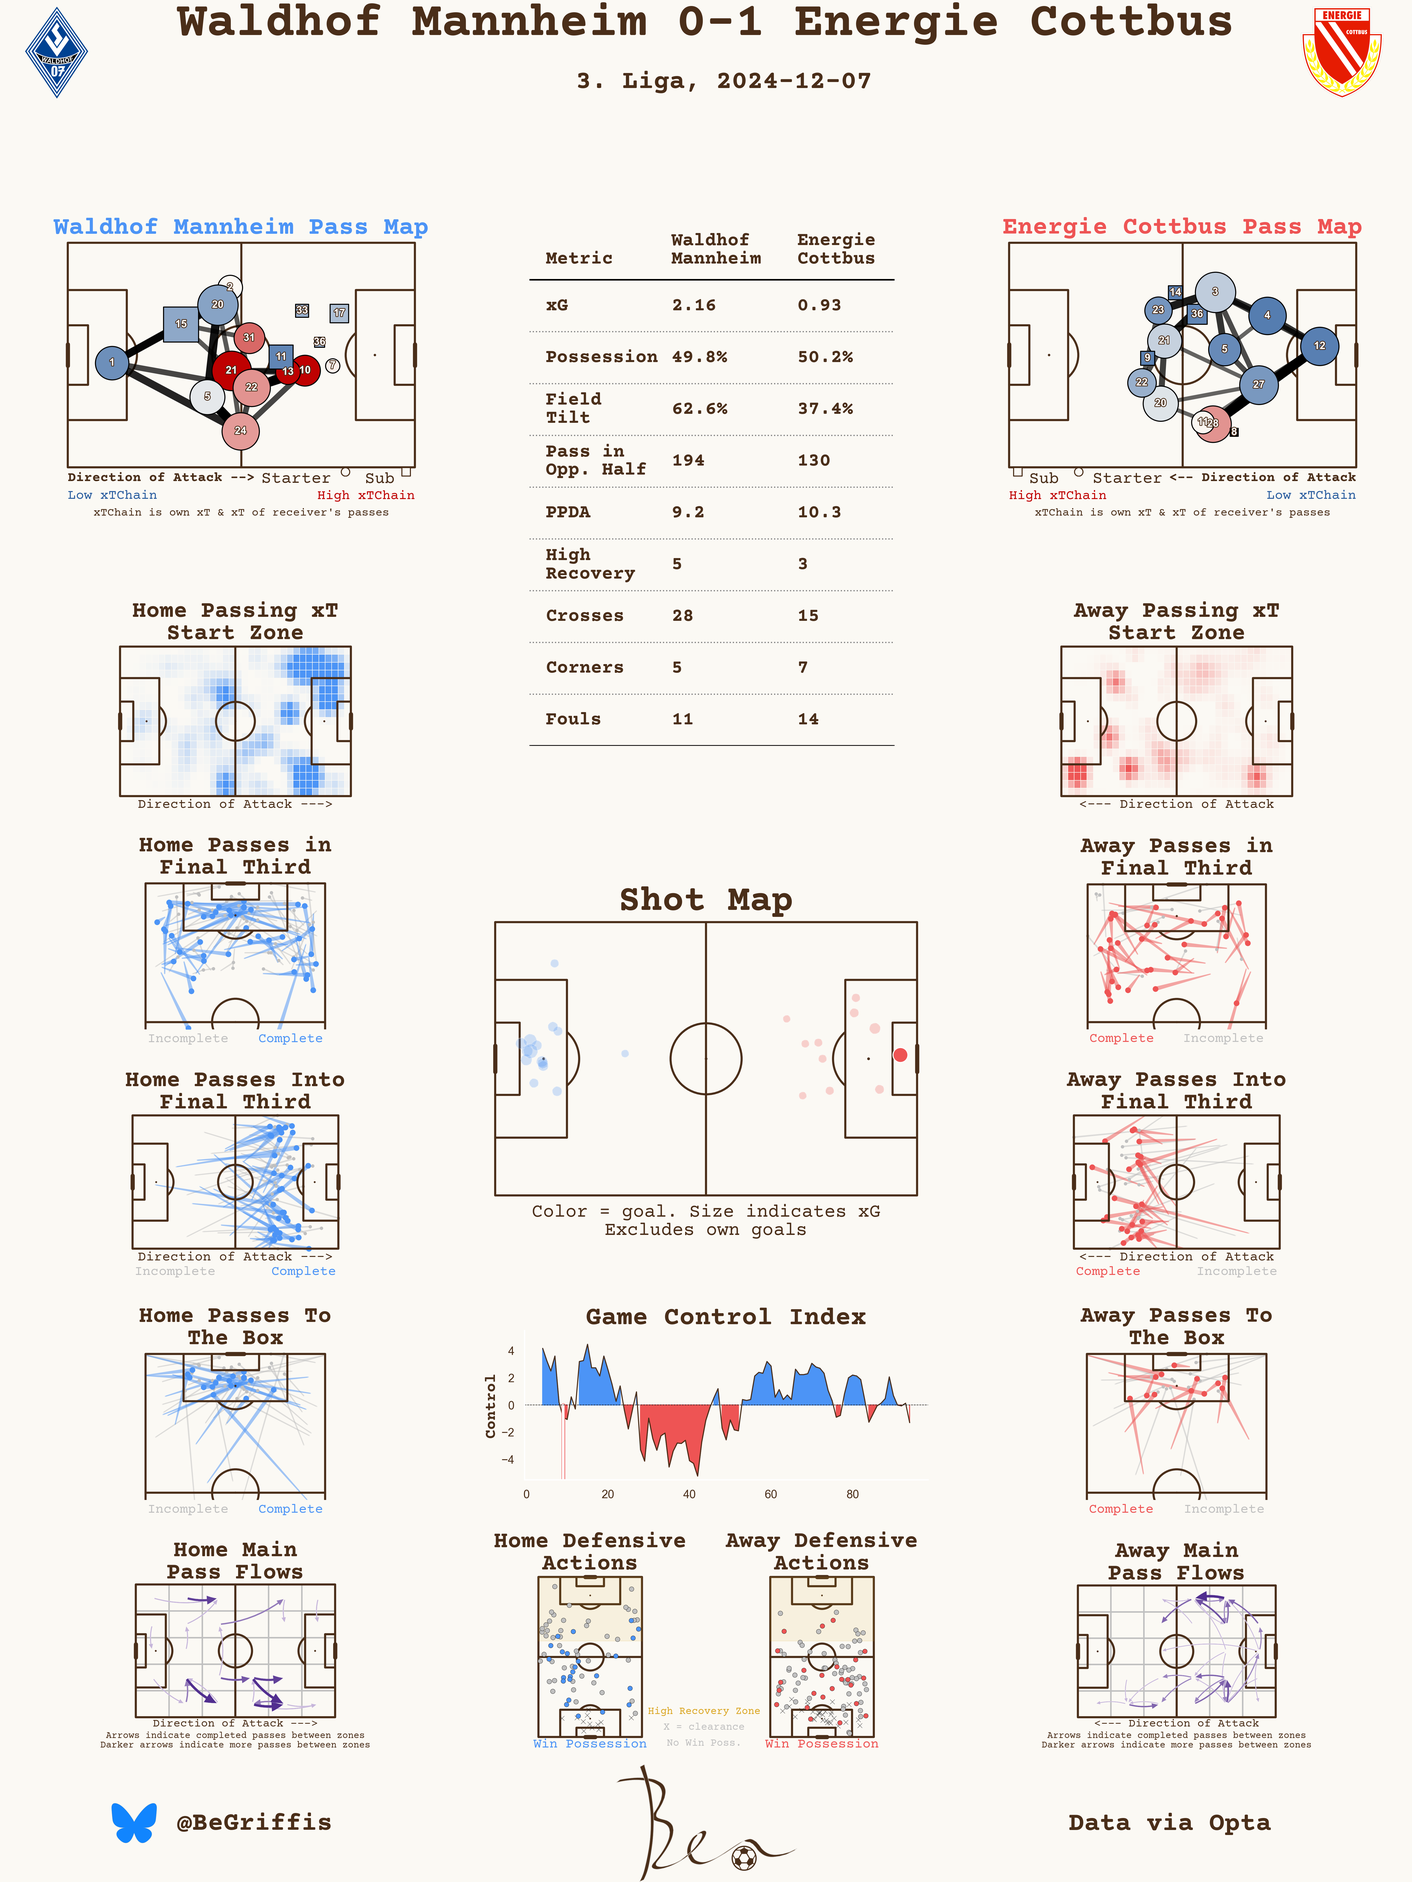 Waldhof Mannheim 0-1 Energie Cottbus
3. Liga, 2024-12-07
WALDHOF
07
ENERGIE
COTTBUS
Waldhof Mannheim Pass Map
2
20
15
33
17
31
36
1
11
21
13
10
7
22
5
24
Direction of Attack --> Starter Sub
Low xTChain High xTChain
xTChain is own xT & xT of receiver's passes
Metric Waldhof Mannheim Energie Cottbus
xG 2.16 0.93
Possession 49.8% 50.2%
Field Tilt 62.6% 37.4%
Pass in Opp. Half 194 130
PPDA 9.2 10.3
High Recovery 5 3
Crosses 28 15
Corners 5 7
Fouls 11 14
Energie Cottbus Pass Map
14
3
23
36
4
21
5
12
9
22
27
20
11
28
8
Sub Starter <-- Direction of Attack
High xTChain Low xTChain
xTChain is own xT & xT of receiver's passes
Home Passing xT
Start Zone
Direction of Attack --->
Away Passing xT
Start Zone
<--- Direction of Attack
Home Passes in
Final Third
Incomplete Complete
Away Passes in
Final Third
Complete Incomplete
Shot Map
Color = goal. Size indicates xG
Excludes own goals
Home Passes Into
Final Third
Direction of Attack --->
Incomplete Complete
Away Passes Into
Final Third
<--- Direction of Attack
Complete Incomplete
Home Passes To
The Box
Incomplete Complete
Game Control Index
Control
4
2
0
−2
−4
0 20 40 60 80
Away Passes To
The Box
Complete Incomplete
Home Main
Pass Flows
Direction of Attack --->
Arrows indicate completed passes between zones
Darker arrows indicate more passes between zones
Home Defensive
Actions
Win Possession
High Recovery Zone
X = clearance
No Win Poss.
Away Defensive
Actions
Win Possession
Away Main
Pass Flows
<--- Direction of Attack
Arrows indicate completed passes between zones
Darker arrows indicate more passes between zones
@BeGriffis
Ben
Data via Opta